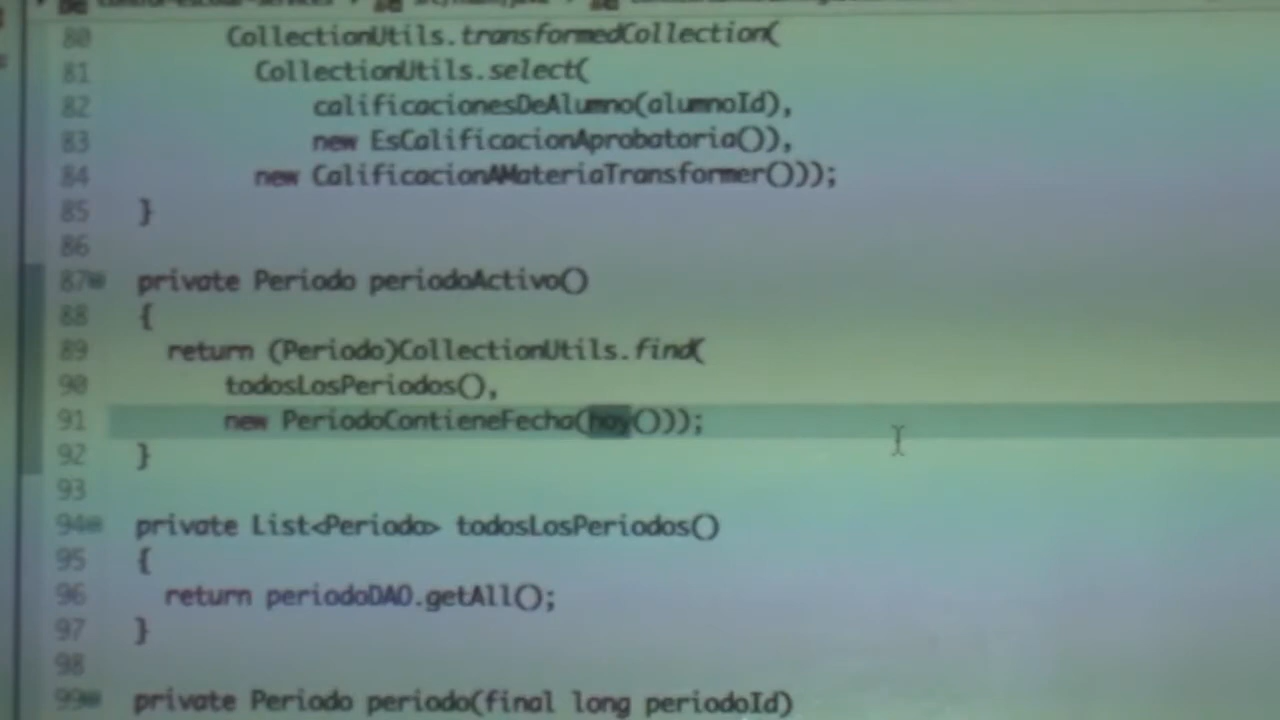 80 CollectionUtils.transformedCollection(
81 CollectionUtils.select(
82 calificacionesDeAlumno(alumnoId),
83 new EsCalificacionAprobatoria()),
84 new CalificacionAMateriaTransformer()));
85 }
86
87 private Periodo periodoActivo()
88 {
89 return (Periodo)CollectionUtils.find(
90 todosLosPeriodos(),
91 new PeriodoContieneFecha(hoy()));
92 }
93
94 private List<Periodo> todosLosPeriodos()
95 {
96 return periodoDAO.getAll();
97 }
98
99 private Periodo periodo(final long periodoId)